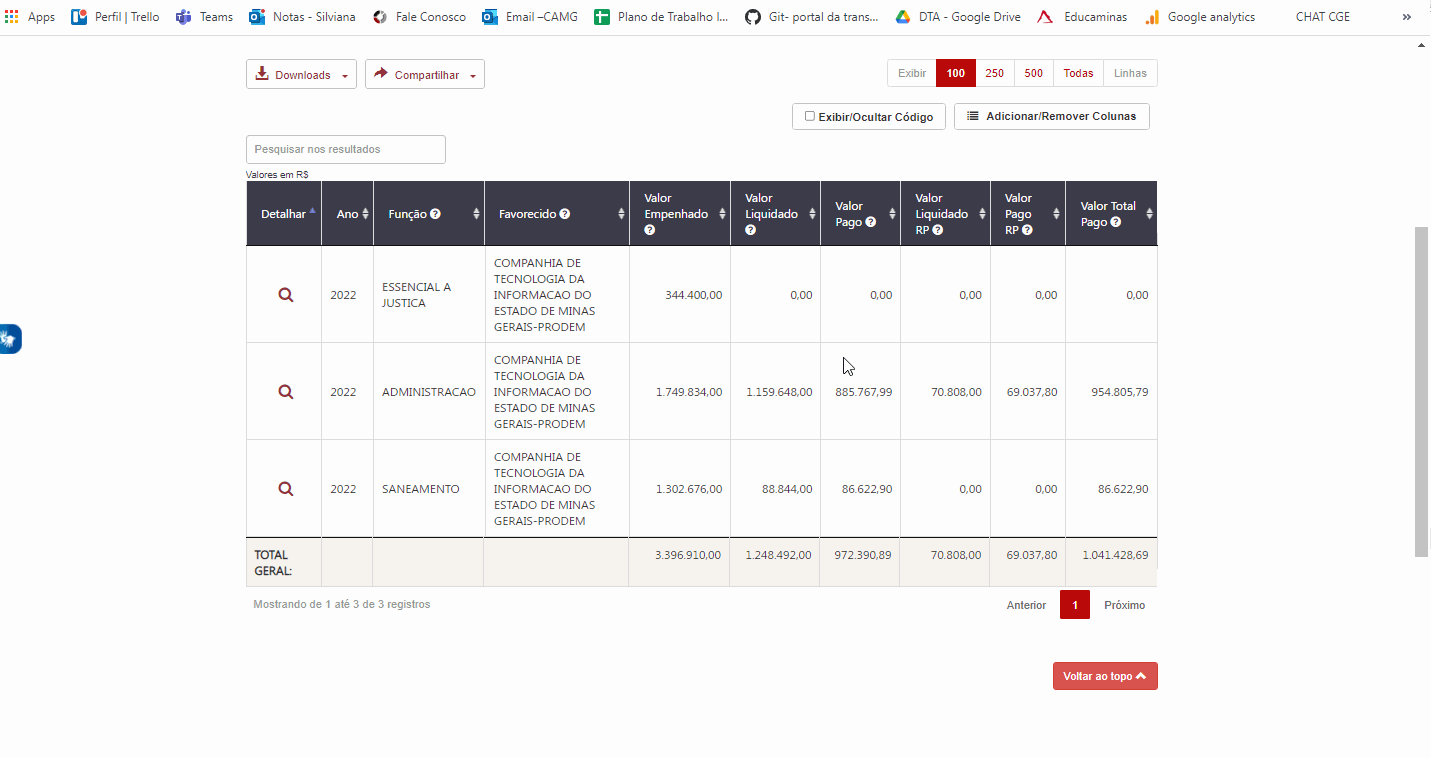 Apps Perfil | Trello Teams Notas - Silviana Fale Conosco Email –CAMG Plano de Trabalho I... Git- portal da trans... DTA - Google Drive Educaminas Google analytics CHAT CGE »
Downloads Compartilhar Exibir 100 250 500 Todas Linhas
Exibir/Ocultar Código Adicionar/Remover Colunas
Pesquisar nos resultados
Valores em R$
Detalhar Ano Função ? Favorecido ? Valor Empenhado ? Valor Liquidado ? Valor Pago ? Valor Liquidado RP ? Valor Pago RP ? Valor Total Pago ?
2022 ESSENCIAL A JUSTICA COMPANHIA DE TECNOLOGIA DA INFORMACAO DO ESTADO DE MINAS GERAIS-PRODEM 344.400,00 0,00 0,00 0,00 0,00 0,00
2022 ADMINISTRACAO COMPANHIA DE TECNOLOGIA DA INFORMACAO DO ESTADO DE MINAS GERAIS-PRODEM 1.749.834,00 1.159.648,00 885.767,99 70.808,00 69.037,80 954.805,79
2022 SANEAMENTO COMPANHIA DE TECNOLOGIA DA INFORMACAO DO ESTADO DE MINAS GERAIS-PRODEM 1.302.676,00 88.844,00 86.622,90 0,00 0,00 86.622,90
TOTAL GERAL: 3.396.910,00 1.248.492,00 972.390,89 70.808,00 69.037,80 1.041.428,69
Mostrando de 1 até 3 de 3 registros Anterior 1 Próximo
Voltar ao topo